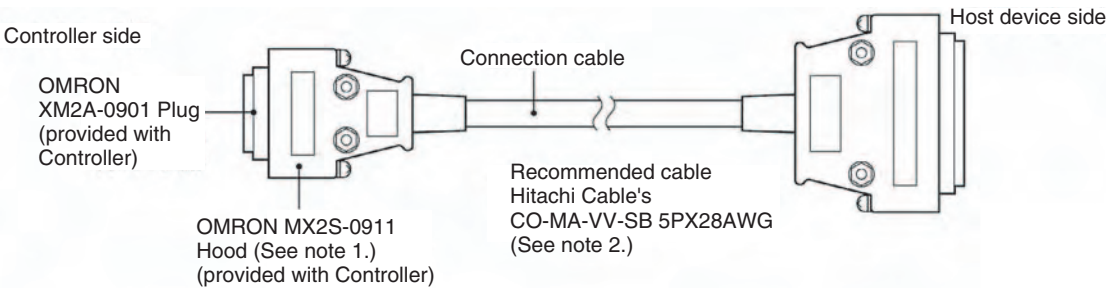 Controller side
OMRON
XM2A-0901 Plug
(provided with
Controller)
OMRON MX2S-0911
Hood (See note 1.)
(provided with Controller)
Connection cable
Recommended cable
Hitachi Cable's
CO-MA-VV-SB 5PX28AWG
(See note 2.)
Host device side